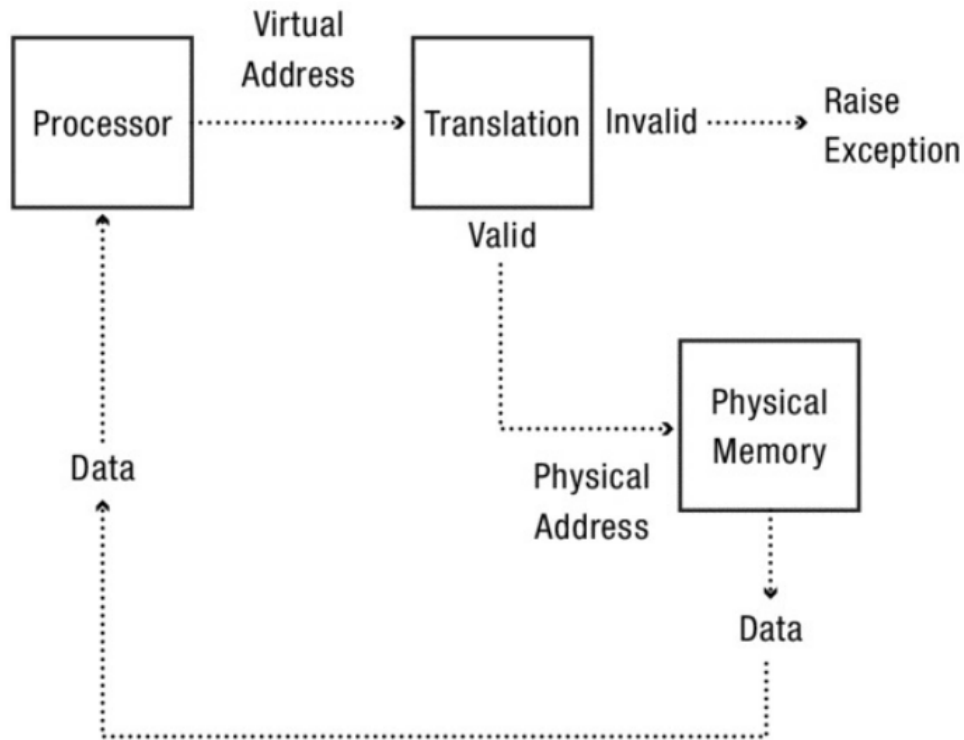 Virtual
Address
Processor
Translation
Invalid
Raise
Exception
Valid
Physical
Memory
Data
Physical
Address
Data